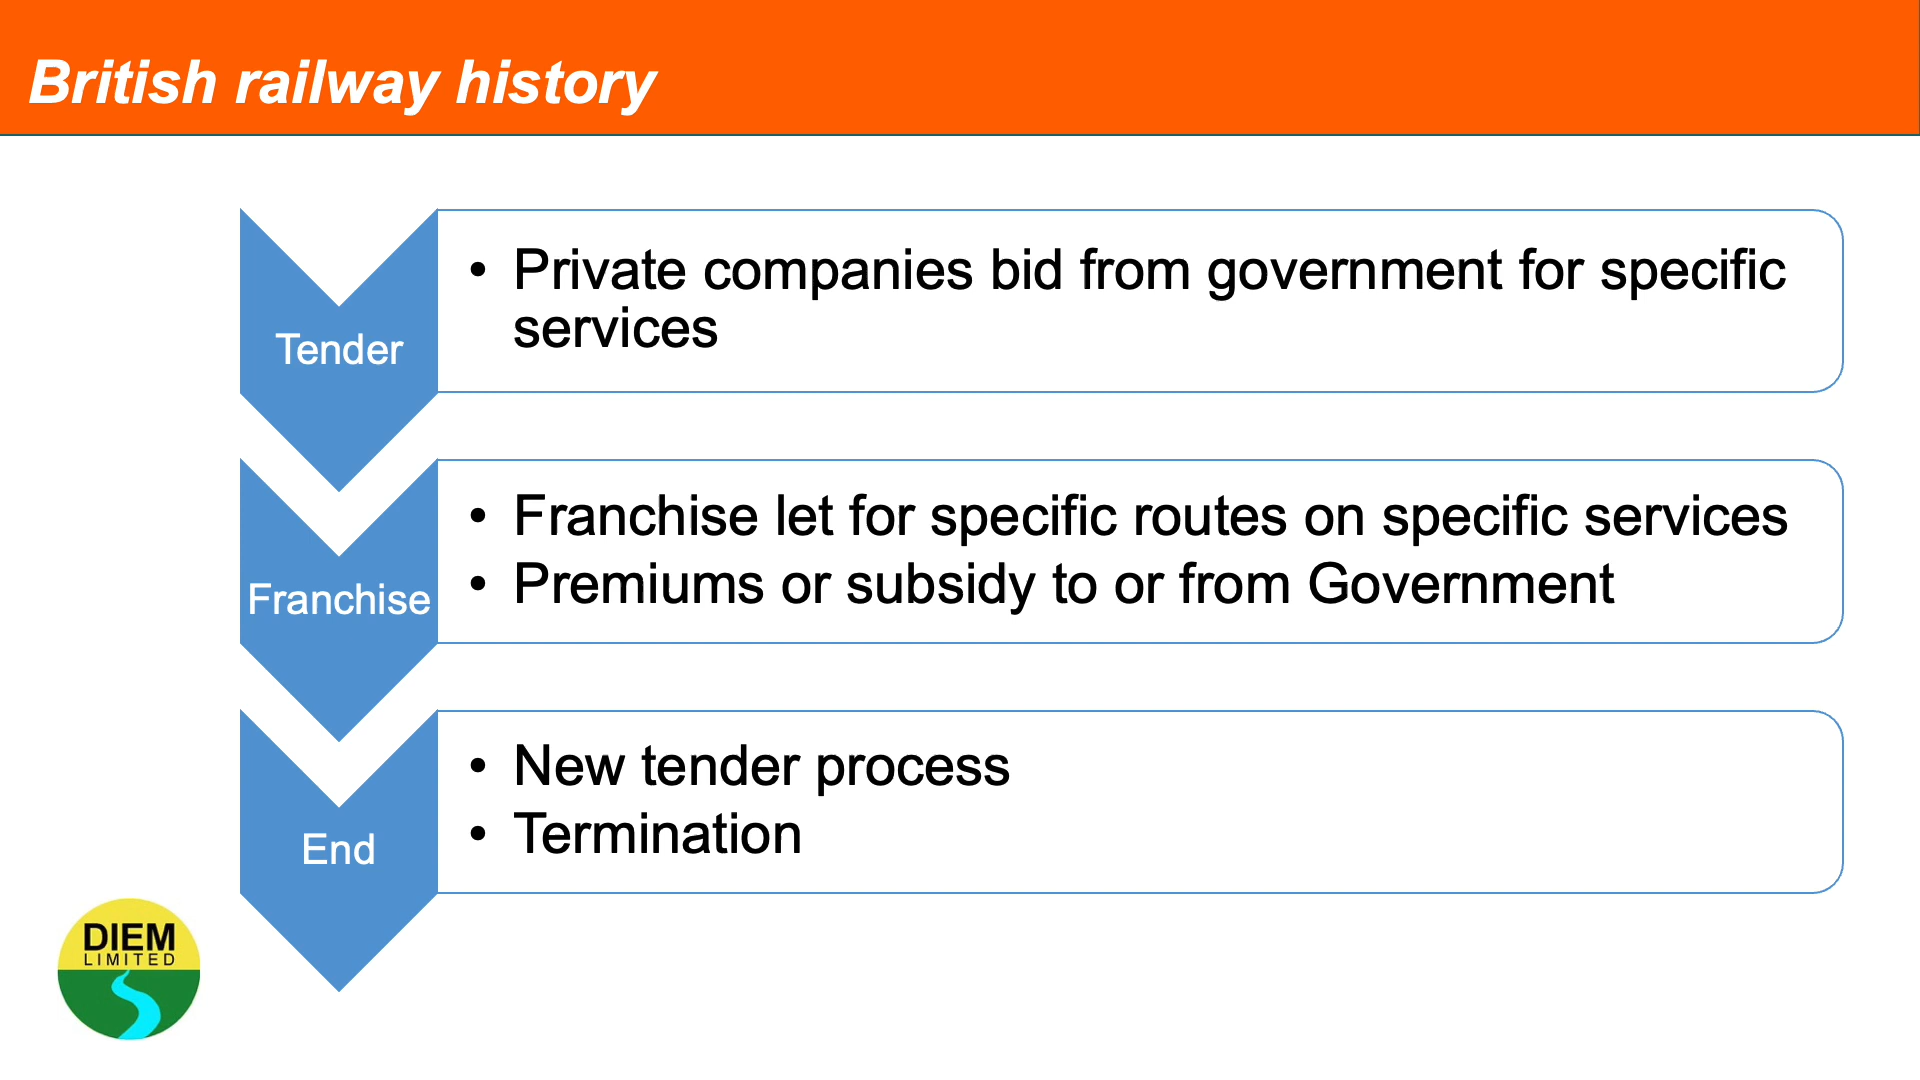 British railway history
Tender
• Private companies bid from government for specific
services
Franchise
• Franchise let for specific routes on specific services
• Premiums or subsidy to or from Government
End
• New tender process
• Termination
DIEM
LIMITED